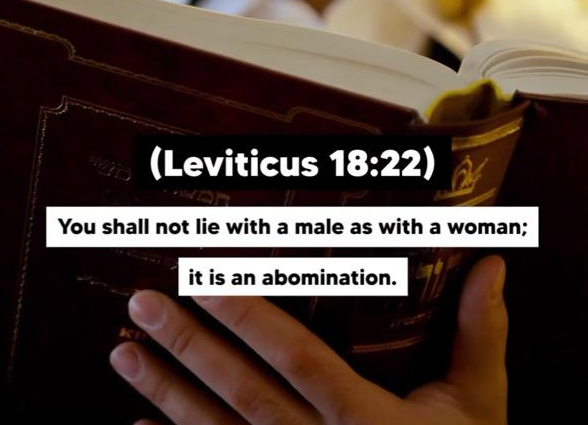 (Leviticus 18:22)
You shall not lie with a male as with a woman;
it is an abomination.